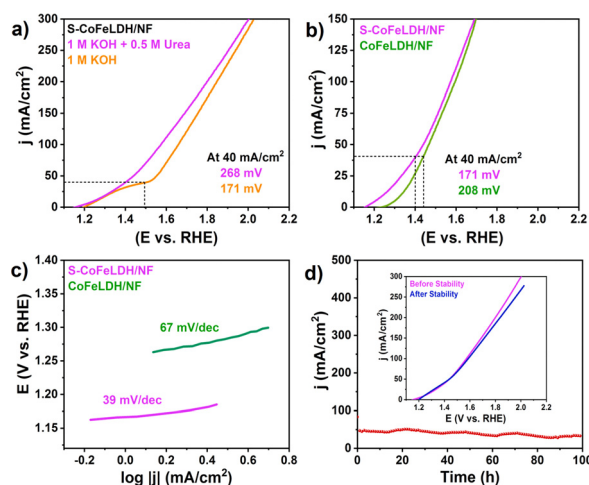 a)
S-CoFeLDH/NF
1 M KOH + 0.5 M Urea
1 M KOH
At 40 mA/cm²
268 mV
171 mV
300
250
200
150
100
50
0
1.2 1.4 1.6 1.8 2.0 2.2
j (mA/cm²)
(E vs. RHE)
b)
S-CoFeLDH/NF
CoFeLDH/NF
At 40 mA/cm²
171 mV
208 mV
150
125
100
75
50
25
0
1.2 1.4 1.6 1.8 2.0 2.2
j (mA/cm²)
(E vs. RHE)
c)
S-CoFeLDH/NF
CoFeLDH/NF
67 mV/dec
39 mV/dec
1.40
1.35
1.30
1.25
1.20
1.15
-0.2 0.0 0.2 0.4 0.6 0.8
E (V vs. RHE)
log |j| (mA/cm²)
d)
500
400
300
200
100
0
0 20 40 60 80 100
j (mA/cm²)
Time (h)
Before Stability
After Stability
300
250
200
150
100
50
0
1.2 1.4 1.6 1.8 2.0 2.2
j (mA/cm²)
E (V vs. RHE)